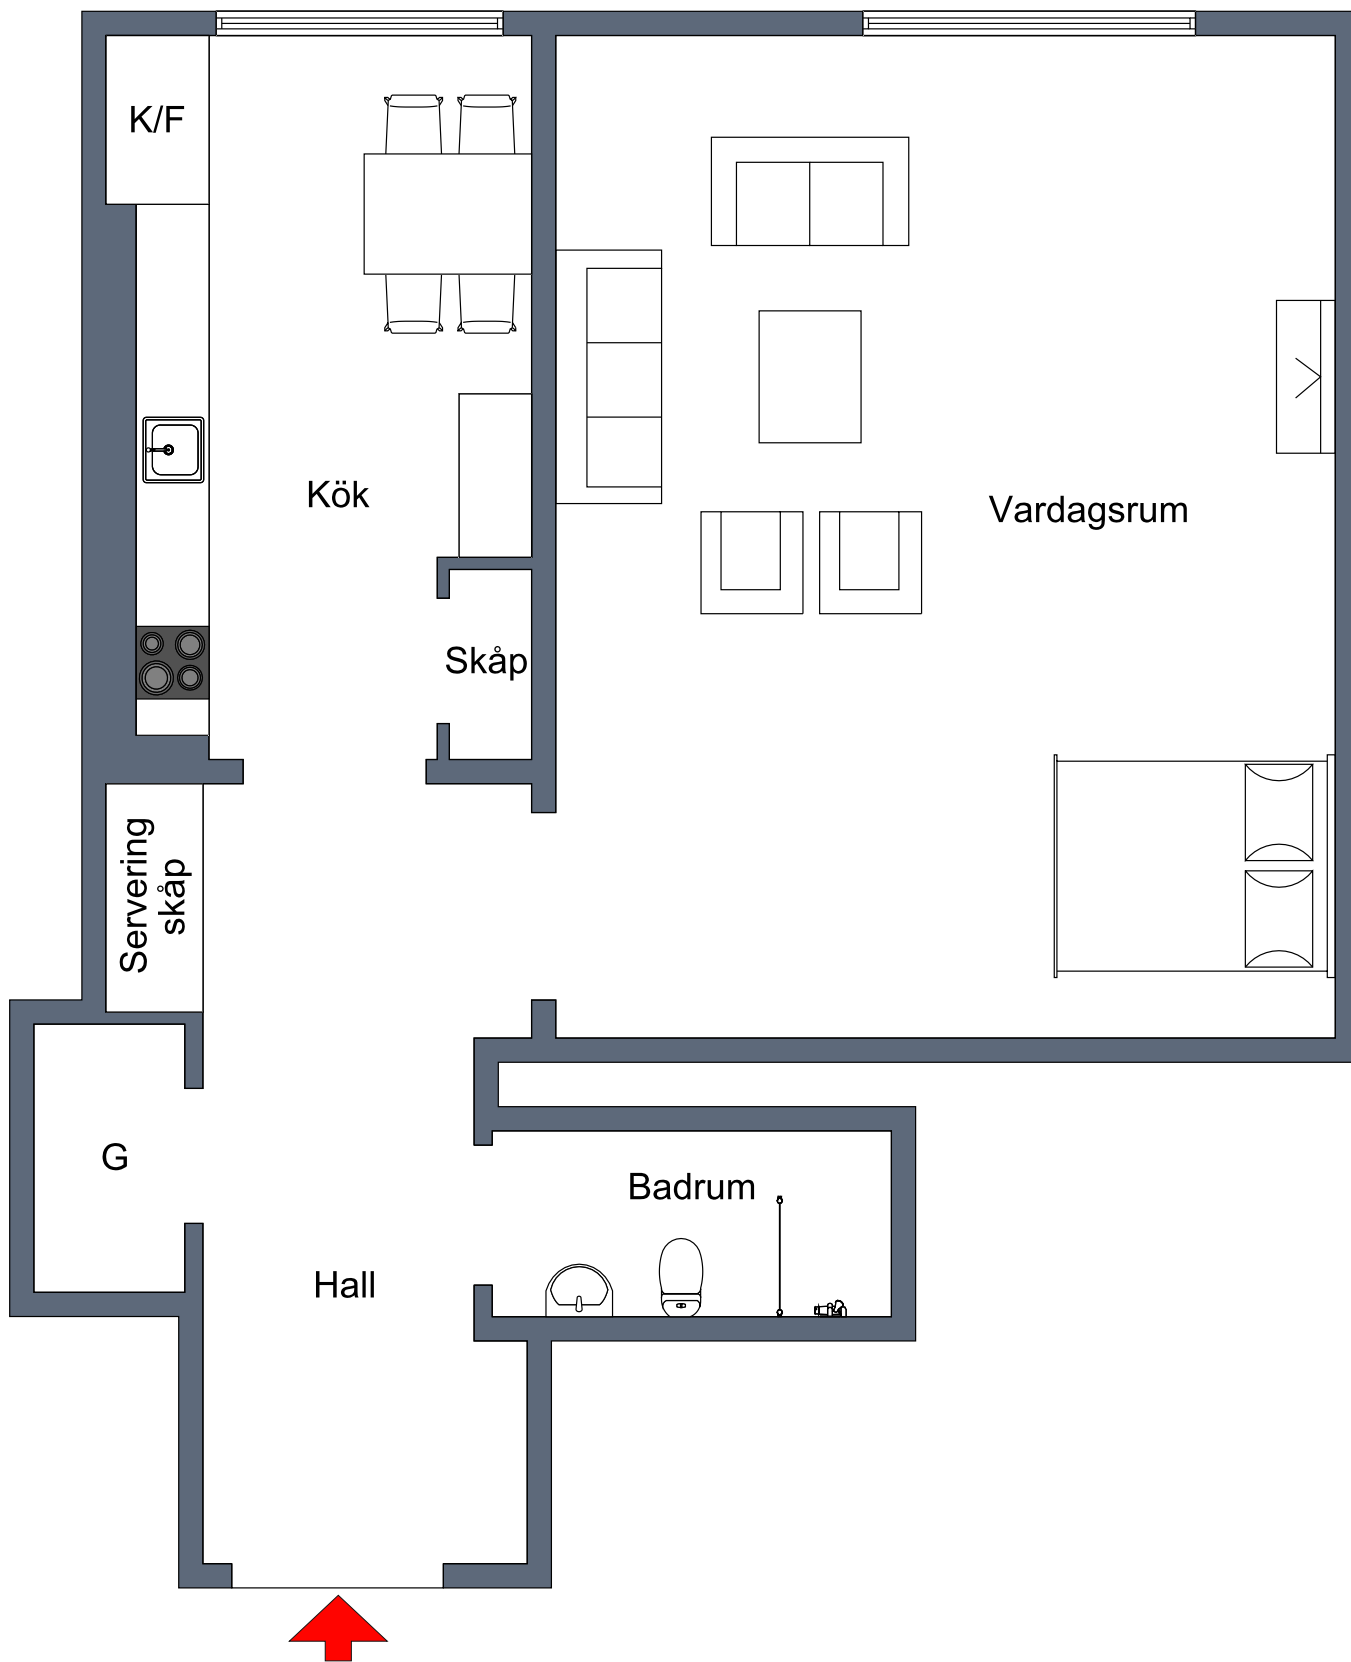 K/F
Kök
Vardagsrum
Skåp
Servering
skåp
G
Badrum
Hall